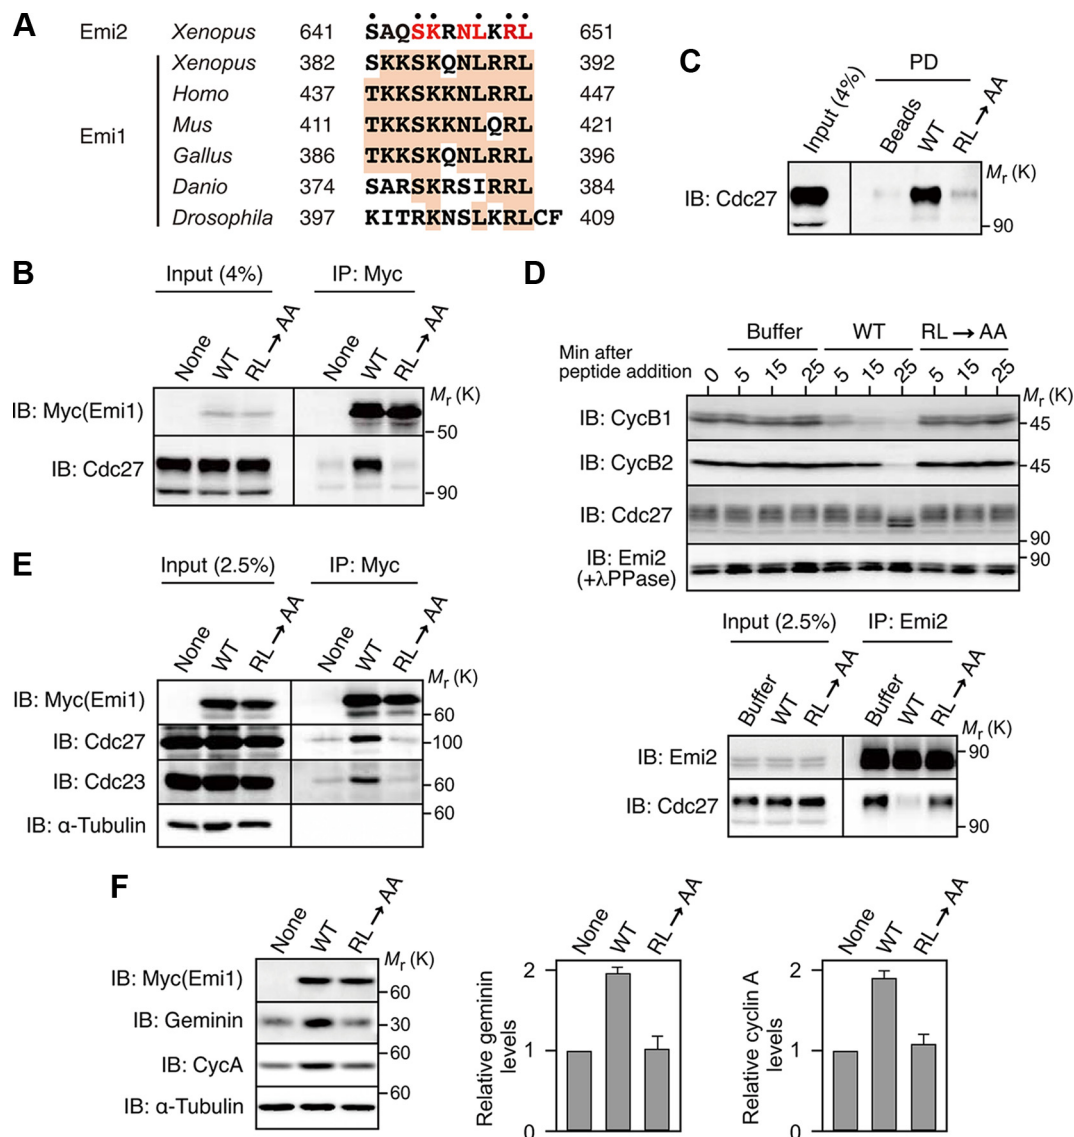 A
Emi2 Xenopus 641 SAQSKRNLKRL 651
Emi1
Xenopus 382 SKKSKQNLRRL 392
Homo 437 TKKSKKNLRRL 447
Mus 411 TKKSKKNLQRL 421
Gallus 386 TKKSKQNLRRL 396
Danio 374 SARSKRSIRRL 384
Drosophila 397 KITRKNSLKRLCF 409
B
Input (4%) IP: Myc
None WT RL → AA None WT RL → AA
Mr (K)
IB: Myc(Emi1)
50
IB: Cdc27
90
C
Input (4%)
PD
Beads WT RL → AA
Mr (K)
IB: Cdc27
90
D
Buffer WT RL → AA
Min after
peptide addition
0 5 15 25 5 15 25 5 15 25
Mr (K)
IB: CycB1 45
IB: CycB2 45
IB: Cdc27 90
IB: Emi2
(+λPPase)
90
Input (2.5%) IP: Emi2
Buffer WT RL → AA Buffer WT RL → AA
Mr (K)
IB: Emi2 90
IB: Cdc27
90
E
Input (2.5%) IP: Myc
None WT RL → AA None WT RL → AA
Mr (K)
IB: Myc(Emi1)
60
IB: Cdc27 100
IB: Cdc23 60
60
IB: α-Tubulin
F
None WT RL → AA
Mr (K)
IB: Myc(Emi1)
60
IB: Geminin 30
60
IB: CycA
60
IB: α-Tubulin
None WT RL → AA
Relative geminin
levels
2
1
0
None WT RL → AA
Relative cyclin A
levels
2
1
0